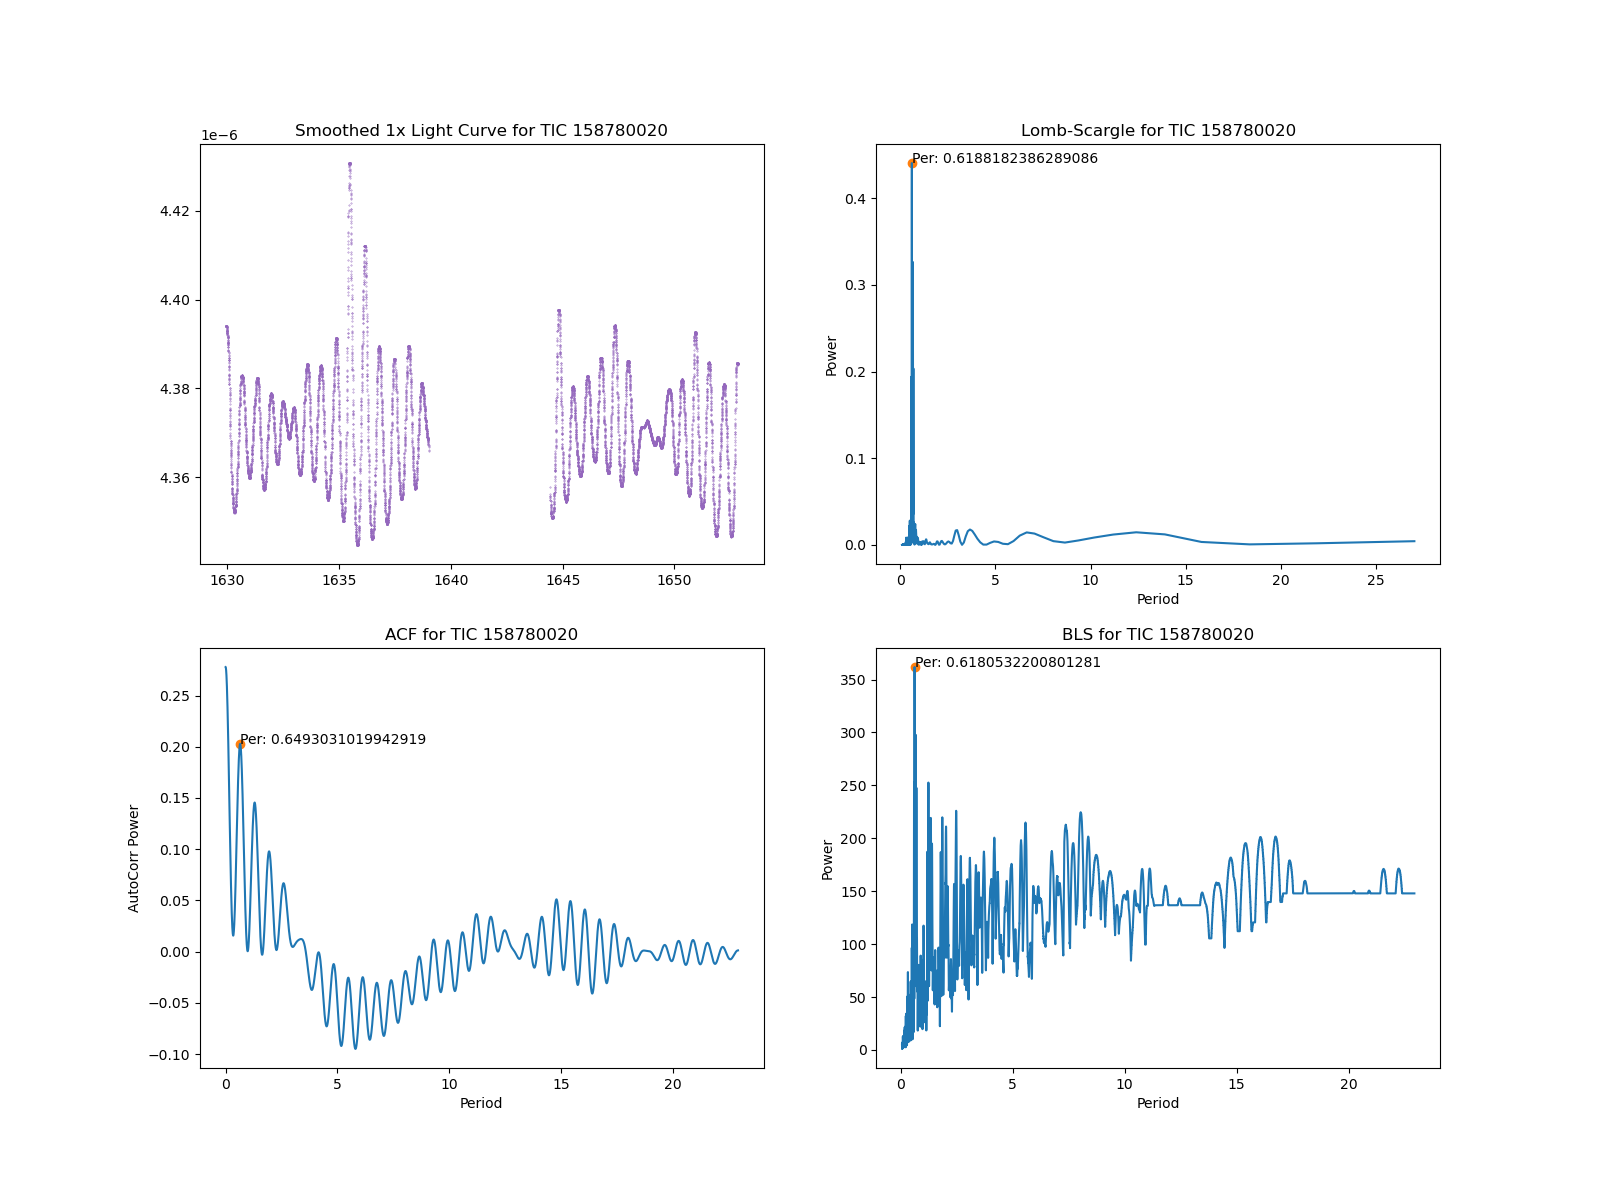 Smoothed 1x Light Curve for TIC 158780020
1e−6
4.42
4.40
4.38
4.36
1630 1635 1640 1645 1650
Lomb-Scargle for TIC 158780020
Per: 0.6188182386289086
Power
0.4
0.3
0.2
0.1
0.0
0 5 10 15 20 25
Period
ACF for TIC 158780020
Per: 0.6493031019942919
AutoCorr Power
0.25
0.20
0.15
0.10
0.05
0.00
−0.05
−0.10
0 5 10 15 20
Period
BLS for TIC 158780020
Per: 0.6180532200801281
Power
350
300
250
200
150
100
50
0
0 5 10 15 20
Period